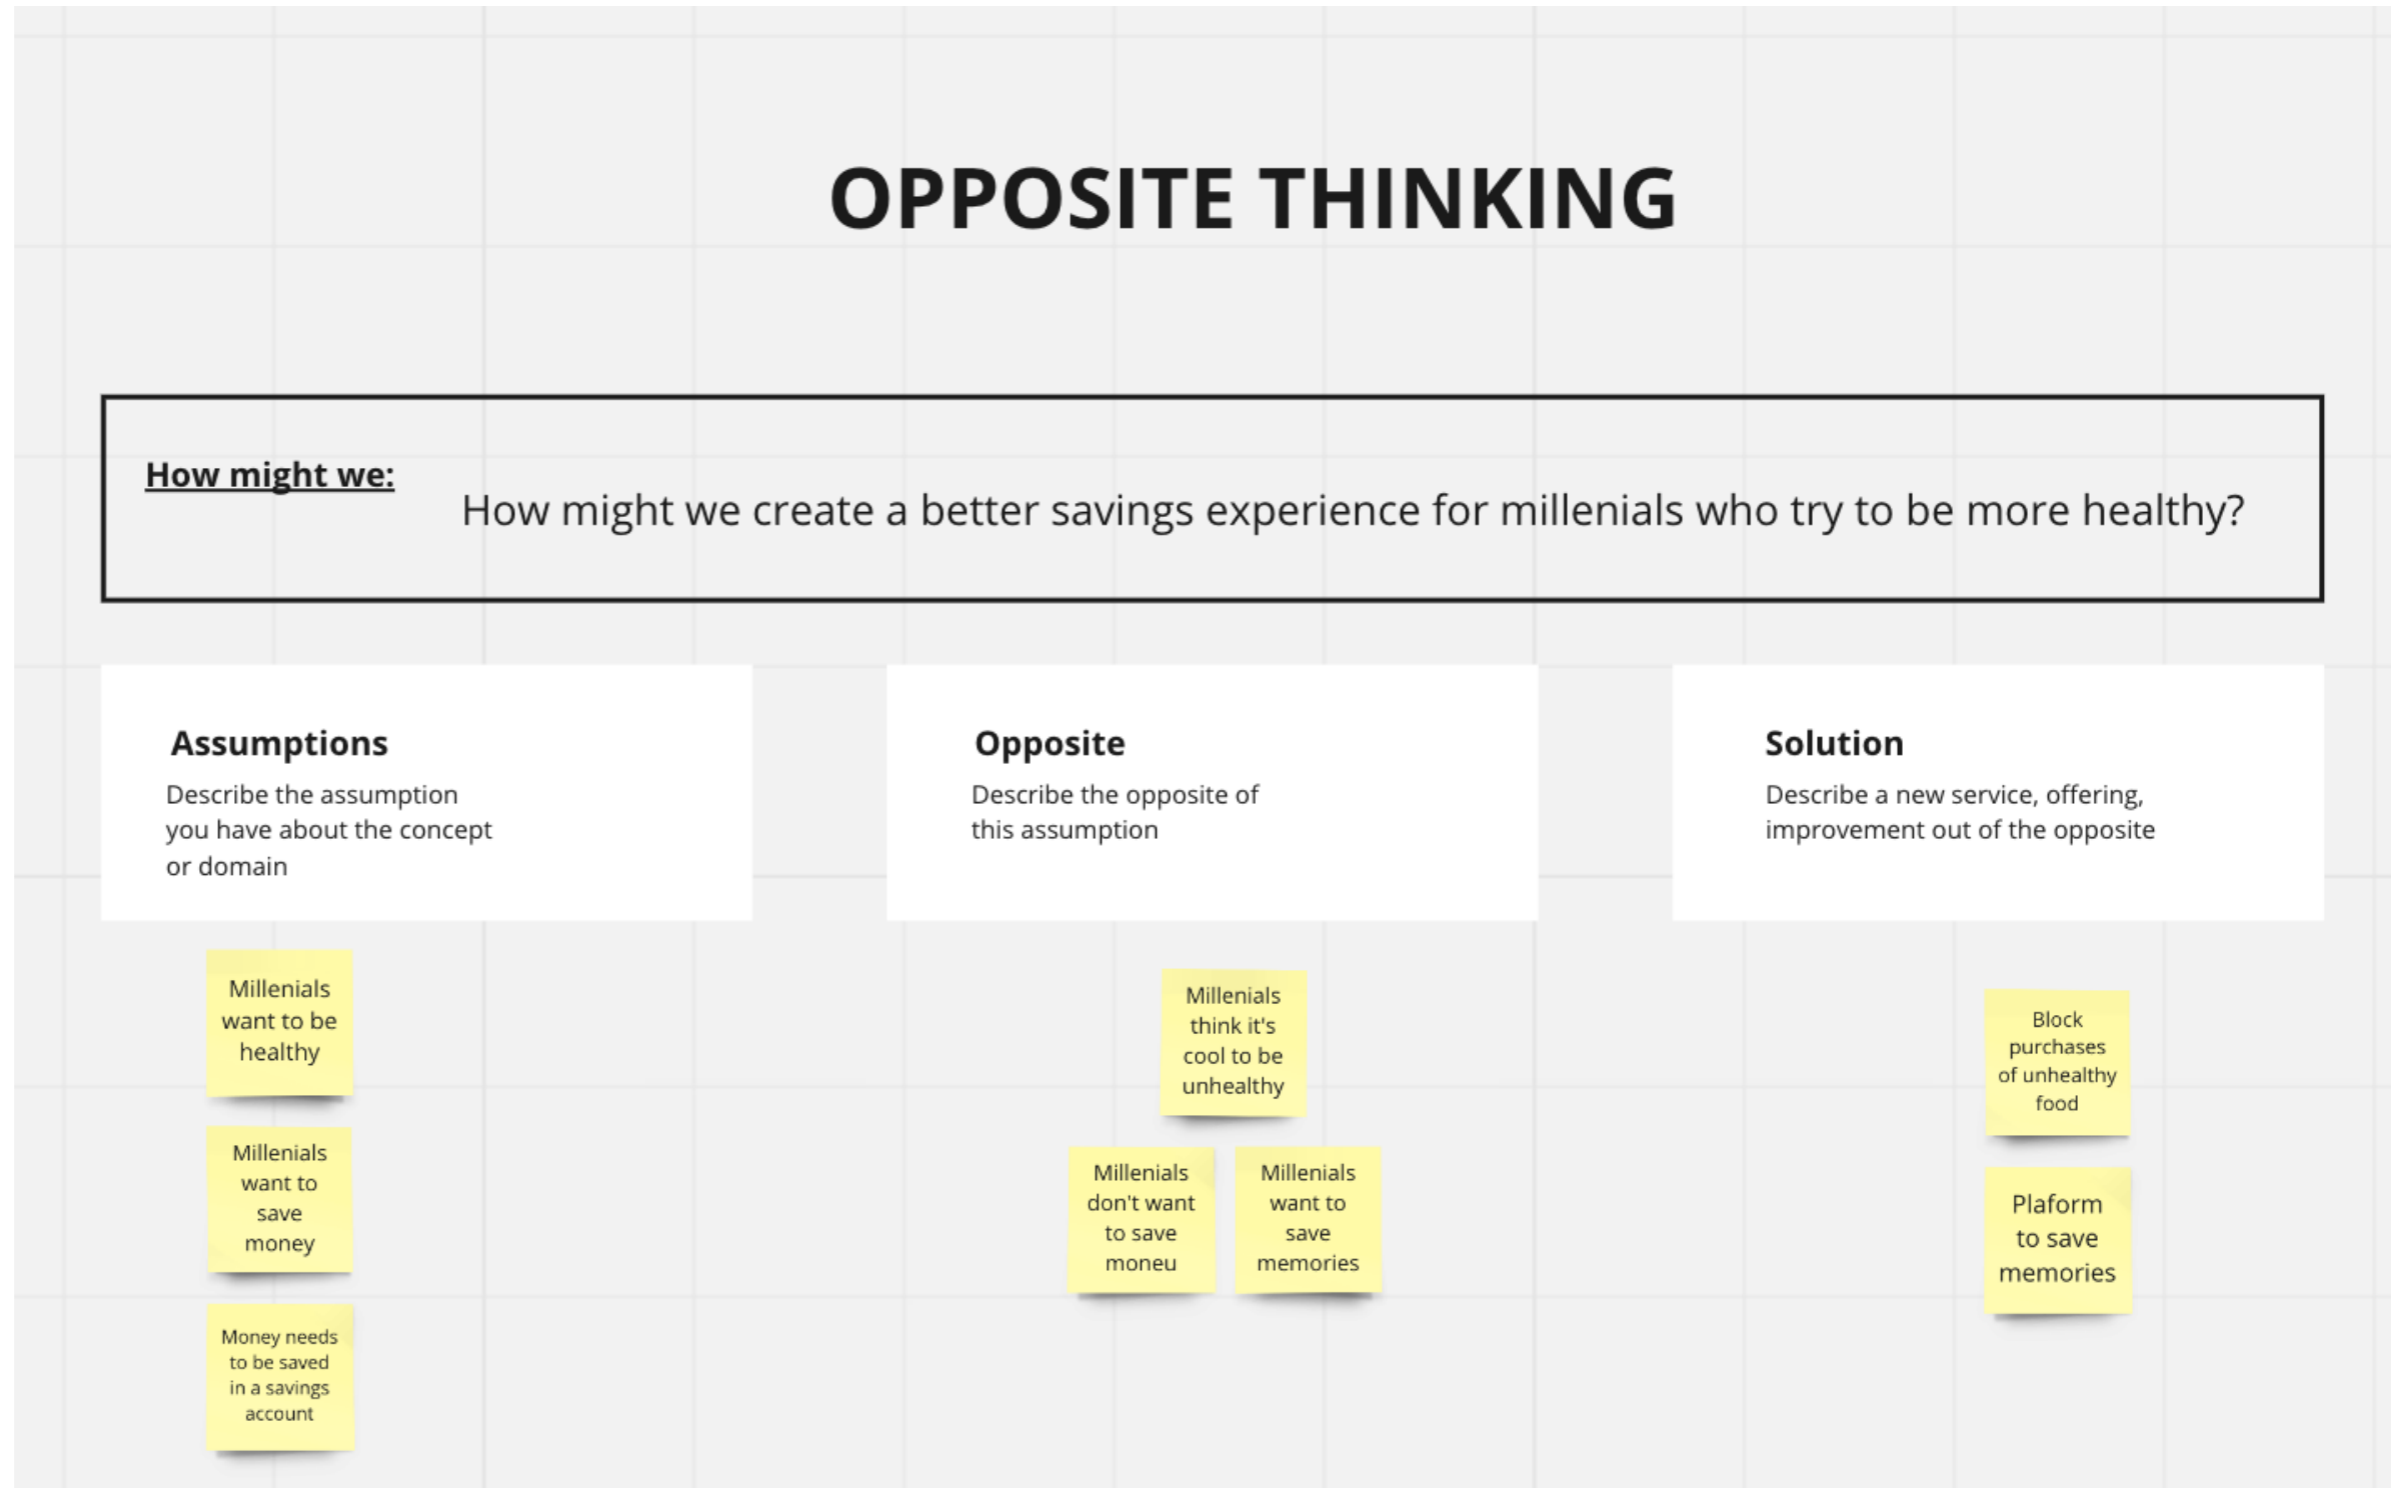 OPPOSITE THINKING
How might we:
How might we create a better savings experience for millenials who try to be more healthy?
Assumptions
Describe the assumption
you have about the concept
or domain
Opposite
Describe the opposite of
this assumption
Solution
Describe a new service, offering,
improvement out of the opposite
Millenials
want to be
healthy
Millenials
want to
save
money
Money needs
to be saved
in a savings
account
Millenials
think it's
cool to be
unhealthy
Millenials
don't want
to save
moneu
Millenials
want to
save
memories
Block
purchases
of unhealthy
food
Plaform
to save
memories